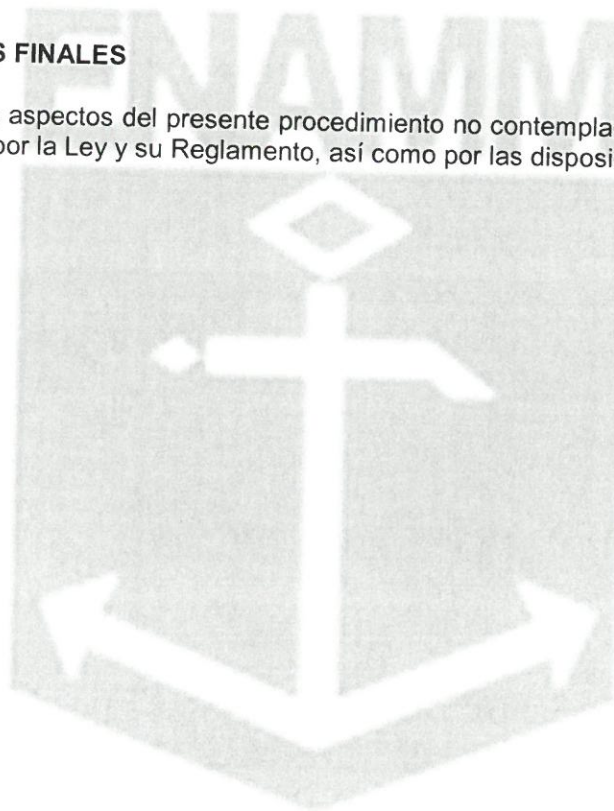 ENAMM
S FINALES
aspectos del presente procedimiento no contempla
por la Ley y su Reglamento, así como por las disposi